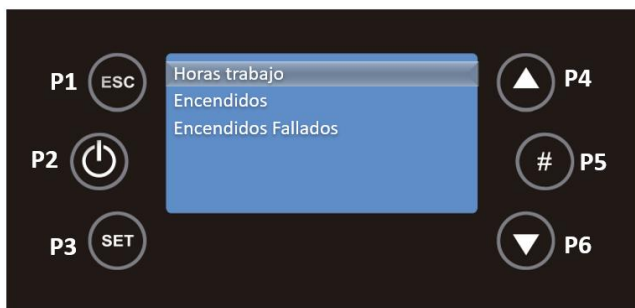 P1 ESC
P2
P3 SET
Horas trabajo
Encendidos
Encendidos Fallados
P4
# P5
P6